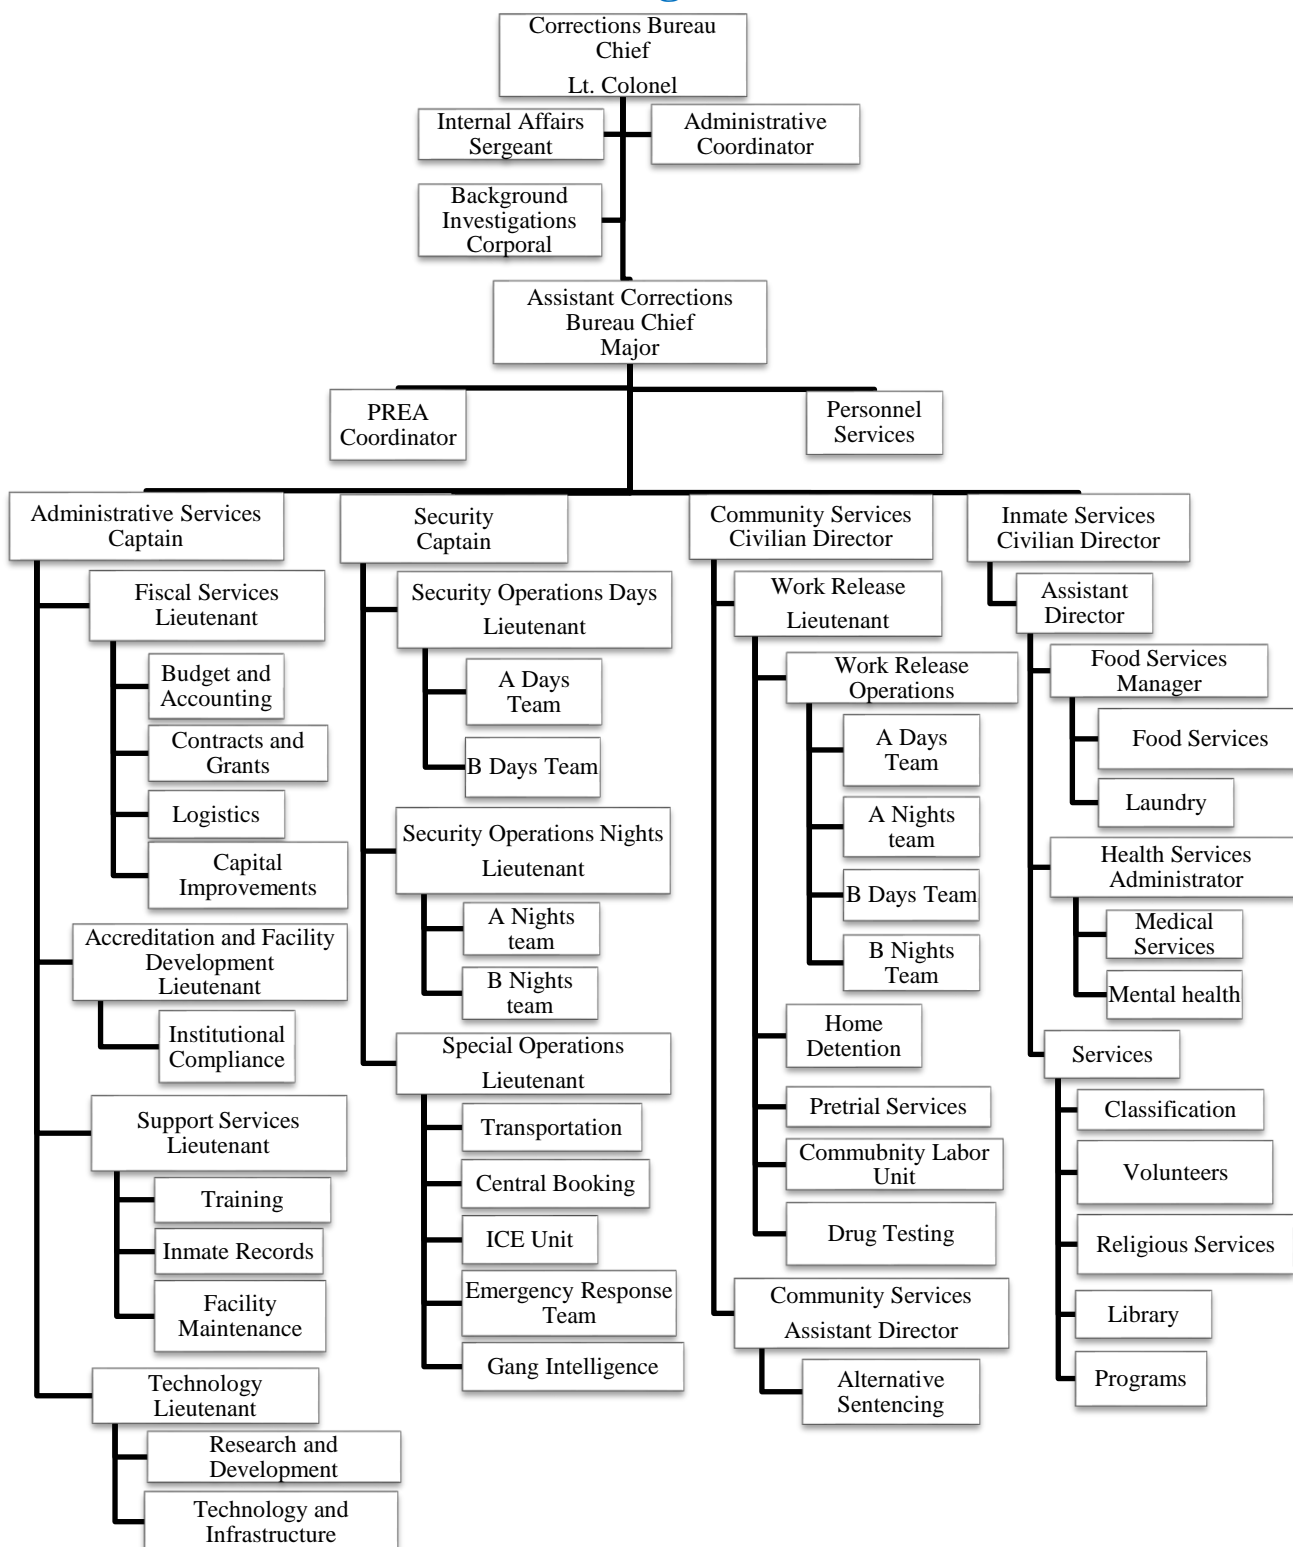 Corrections Bureau
Chief
Lt. Colonel
Internal Affairs
Sergeant
Administrative
Coordinator
Background
Investigations
Corporal
Assistant Corrections
Bureau Chief
Major
PREA
Coordinator
Personnel
Services
Administrative Services
Captain
Fiscal Services
Lieutenant
Budget and
Accounting
Contracts and
Grants
Logistics
Capital
Improvements
Accreditation and Facility
Development
Lieutenant
Institutional
Compliance
Support Services
Lieutenant
Training
Inmate Records
Facility
Maintenance
Technology
Lieutenant
Research and
Development
Technology and
Infrastructure
Security
Captain
Security Operations Days
Lieutenant
A Days
Team
B Days Team
Security Operations Nights
Lieutenant
A Nights
team
B Nights
team
Special Operations
Lieutenant
Transportation
Central Booking
ICE Unit
Emergency Response
Team
Gang Intelligence
Community Services
Civilian Director
Work Release
Lieutenant
Work Release
Operations
A Days
Team
A Nights
team
B Days Team
B Nights
Team
Home
Detention
Pretrial Services
Commubnity Labor
Unit
Drug Testing
Community Services
Assistant Director
Alternative
Sentencing
Inmate Services
Civilian Director
Assistant
Director
Food Services
Manager
Food Services
Laundry
Health Services
Administrator
Medical
Services
Mental health
Services
Classification
Volunteers
Religious Services
Library
Programs